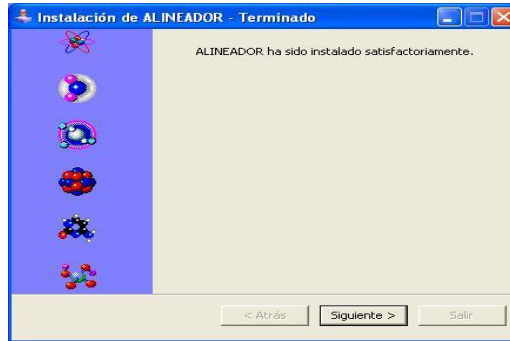 Instalación de ALINEADOR - Terminado
ALINEADOR ha sido instalado satisfactoriamente.
< Atrás
Siguiente >
Salir